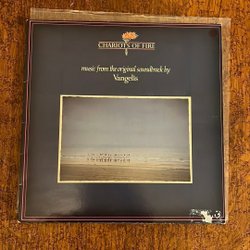 CHARIOTS OF FIRE
music from the original soundtrack by
Vangelis